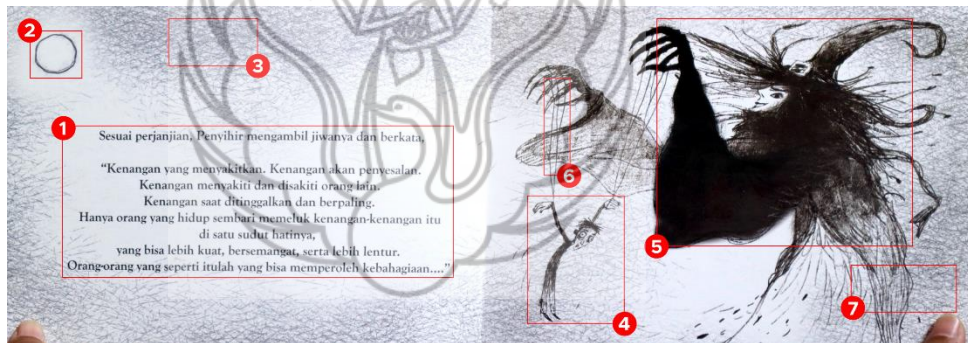 2
3
1
Sesuai perjanjian, Penyihir mengambil jiwanya dan berkata,
“Kenangan yang menyakitkan. Kenangan akan penyesalan.
Kenangan menyakiti dan disakiti orang lain.
Kenangan saat ditinggalkan dan berpaling.
Hanya orang yang hidup sembari memeluk kenangan-kenangan itu
di satu sudut hatinya,
yang bisa lebih kuat, bersemangat, serta lebih lentur.
Orang-orang yang seperti itulah yang bisa memperoleh kebahagiaan....”
6
5
7
4